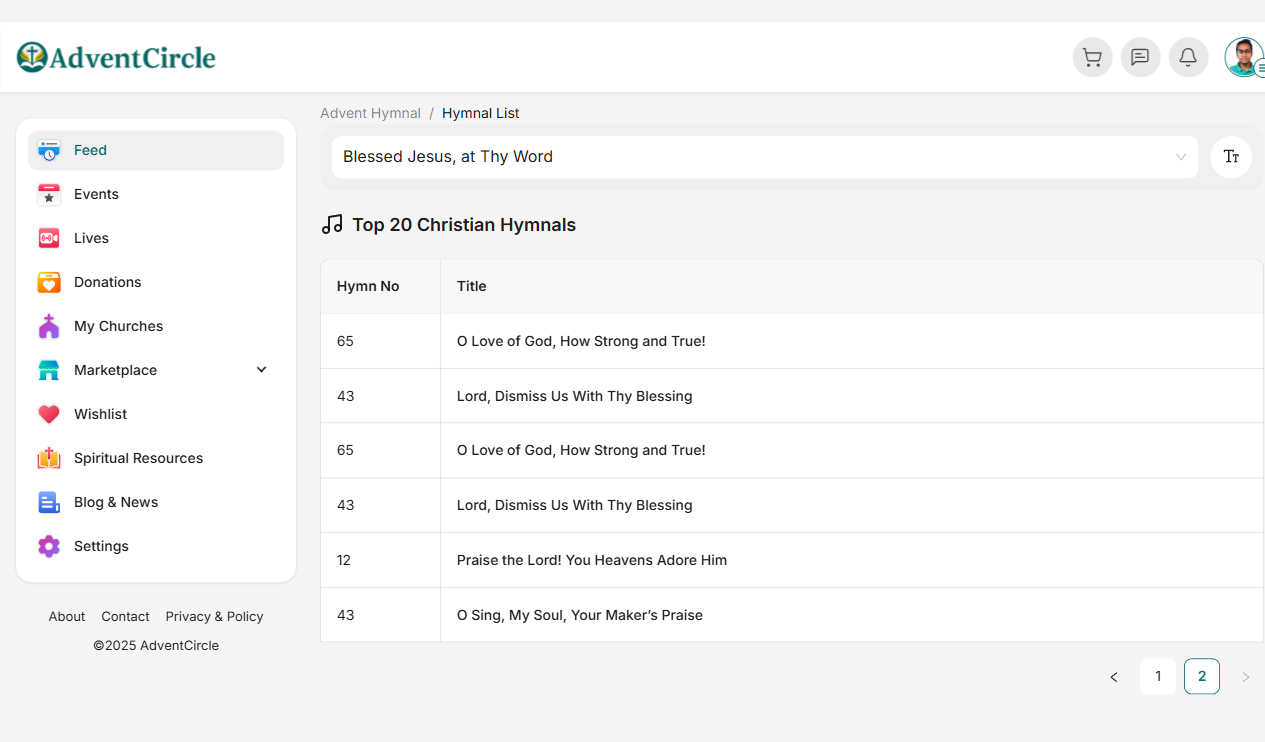 AdventCircle
Advent Hymnal / Hymnal List
Feed
Events
Lives
Donations
My Churches
Marketplace
Wishlist
Spiritual Resources
Blog & News
Settings
About Contact Privacy & Policy
©2025 AdventCircle
Blessed Jesus, at Thy Word
TT
Top 20 Christian Hymnals
Hymn No Title
65 O Love of God, How Strong and True!
43 Lord, Dismiss Us With Thy Blessing
65 O Love of God, How Strong and True!
43 Lord, Dismiss Us With Thy Blessing
12 Praise the Lord! You Heavens Adore Him
43 O Sing, My Soul, Your Maker’s Praise
< 1 2 >